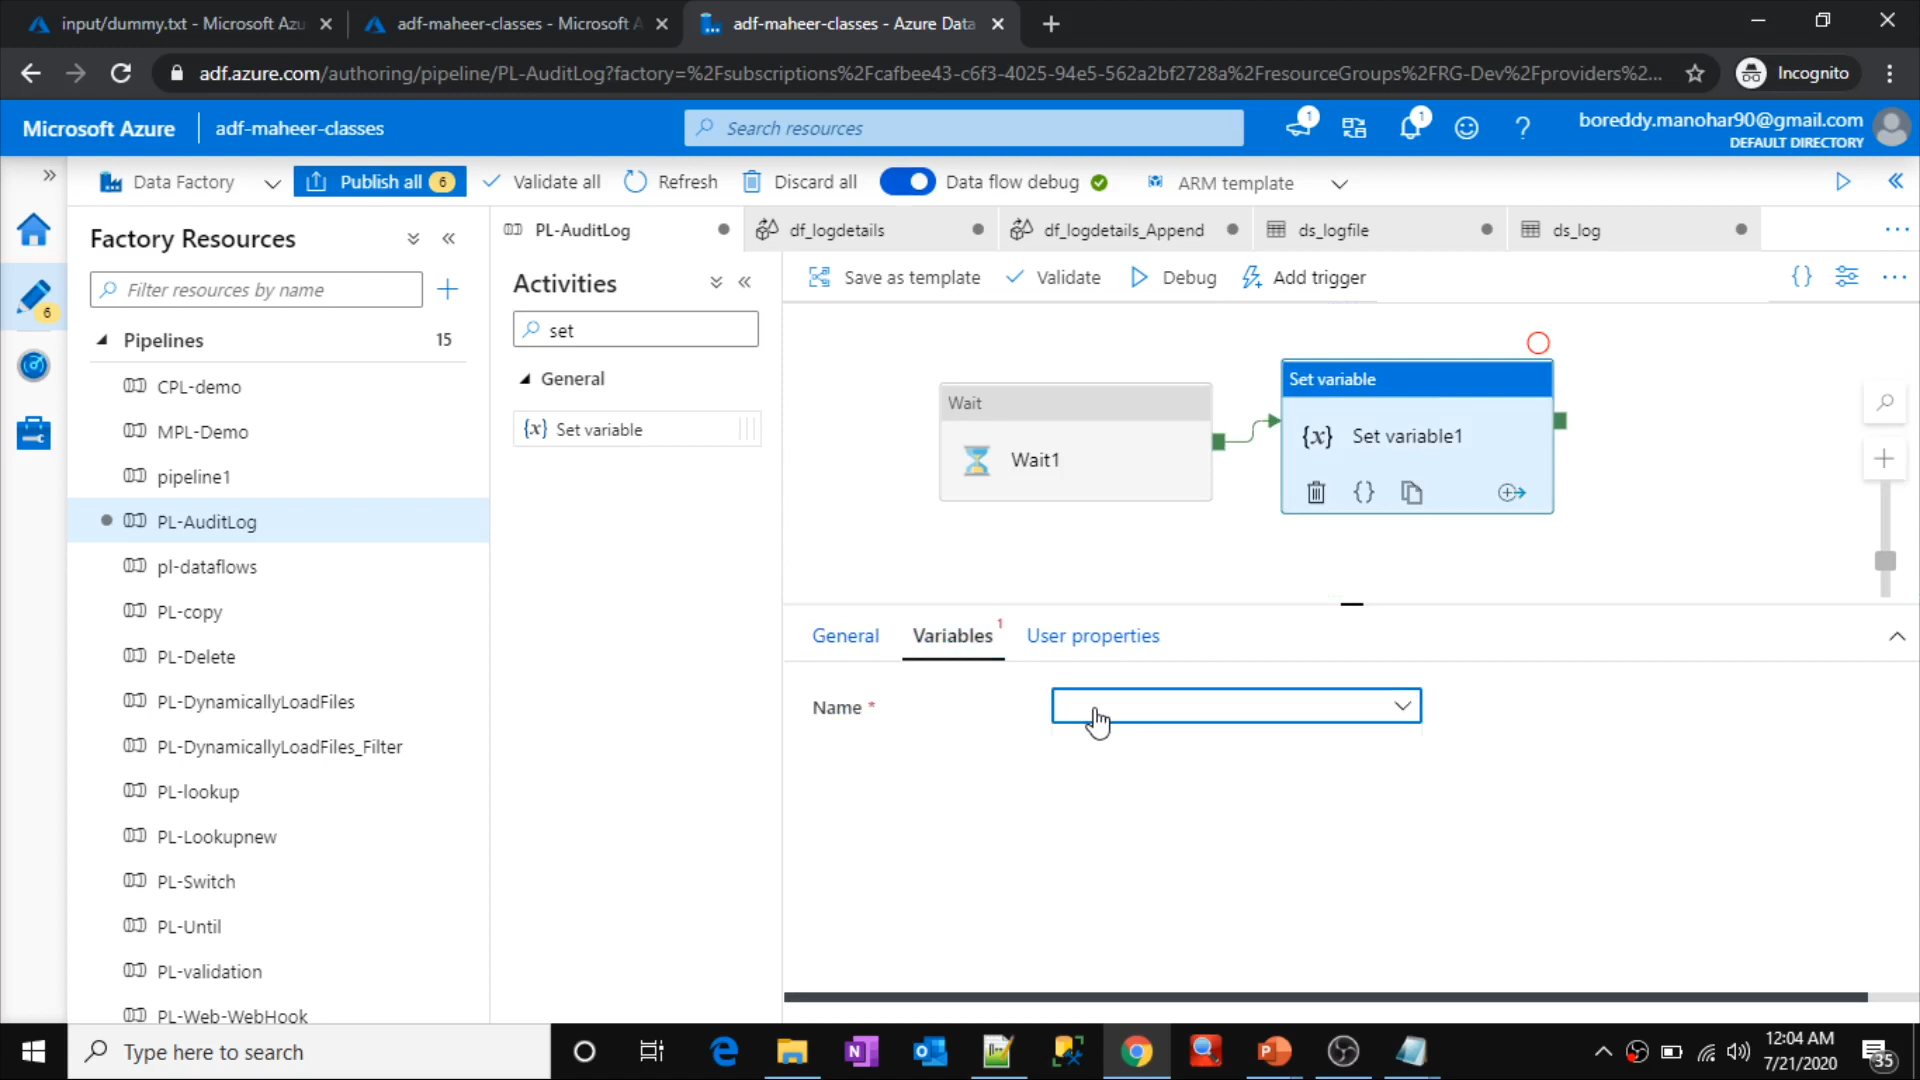 input/dummy.txt - Microsoft Azu
adf-maheer-classes - Microsoft A
adf-maheer-classes - Azure Data
adf.azure.com/authoring/pipeline/PL-AuditLog?factory=%2Fsubscriptions%2Fcafbee43-c6f3-4025-94e5-562a2bf2728a%2FresourceGroups%2FRG-Dev%2Fproviders%2...
Incognito
Microsoft Azure
adf-maheer-classes
Search resources
1
1
boreddy.manohar90@gmail.com
DEFAULT DIRECTORY
Data Factory
Publish all 6
Validate all
Refresh
Discard all
Data flow debug
ARM template
6
Factory Resources
Filter resources by name
Pipelines 15
CPL-demo
MPL-Demo
pipeline1
PL-AuditLog
pl-dataflows
PL-copy
PL-Delete
PL-DynamicallyLoadFiles
PL-DynamicallyLoadFiles_Filter
PL-lookup
PL-Lookupnew
PL-Switch
PL-Until
PL-validation
PL-Web-WebHook
PL-AuditLog
df_logdetails
df_logdetails_Append
ds_logfile
ds_log
Activities
set
General
{x} Set variable
Save as template
Validate
Debug
Add trigger
{}
Wait
Wait1
Set variable
{x} Set variable1
{}
General
Variables 1
User properties
Name *
Type here to search
12:04 AM
7/21/2020
35